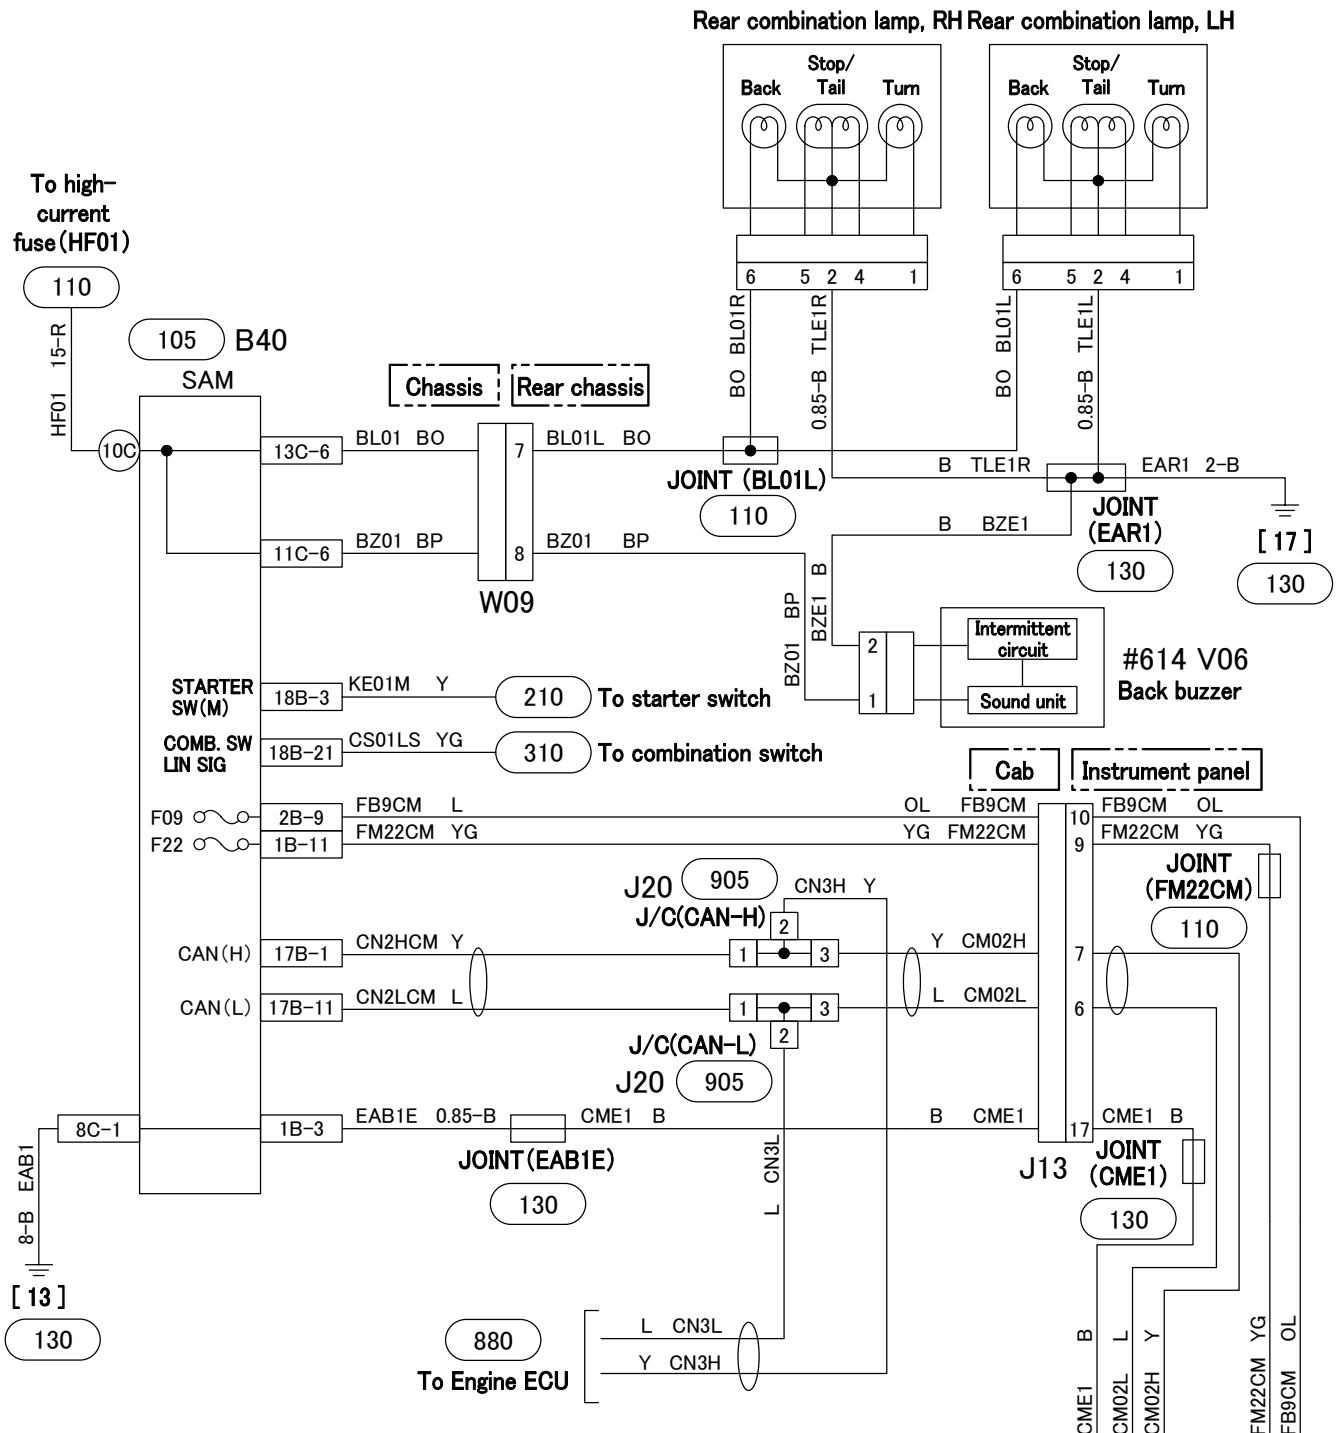 Rear combination lamp, RH Rear combination lamp, LH
Back
Stop/
Tail
Turn
Back
Stop/
Tail
Turn
6 5 2 4 1
6 5 2 4 1
BO BL01R
0.85-B TLE1R
BO BL01L
0.85-B TLE1L
To high-
current
fuse(HF01)
110
HF01 15-R
105 B40
SAM
Chassis
Rear chassis
10C
13C-6
BL01 BO
7
BL01L BO
JOINT (BL01L)
110
B TLE1R
EAR1 2-B
JOINT
(EAR1)
130
[ 17 ]
130
11C-6
BZ01 BP
8
BZ01 BP
W09
B BZE1
BZ01 BP
BZE1 B
2
1
Intermittent
circuit
Sound unit
#614 V06
Back buzzer
STARTER
SW(M)
18B-3
KE01M Y
210
To starter switch
COMB. SW
LIN SIG
18B-21
CS01LS YG
310
To combination switch
Cab
Instrument panel
F09
2B-9
FB9CM L
OL FB9CM
10
FB9CM OL
F22
1B-11
FM22CM YG
YG FM22CM
9
FM22CM YG
JOINT
(FM22CM)
110
J20 905
J/C(CAN-H)
CN3H Y
2
CAN(H)
17B-1
CN2HCM Y
1
3
Y CM02H
7
CAN(L)
17B-11
CN2LCM L
1
3
L CM02L
6
2
J/C(CAN-L)
J20 905
8C-1
1B-3
EAB1E 0.85-B
CME1 B
B CME1
17
CME1 B
JOINT(EAB1E)
130
J13
JOINT
(CME1)
130
8-B EAB1
[ 13 ]
130
L CN3L
880
To Engine ECU
L CN3L
Y CN3H
CME1 B
CM02L L
CM02H Y
FM22CM YG
FB9CM OL